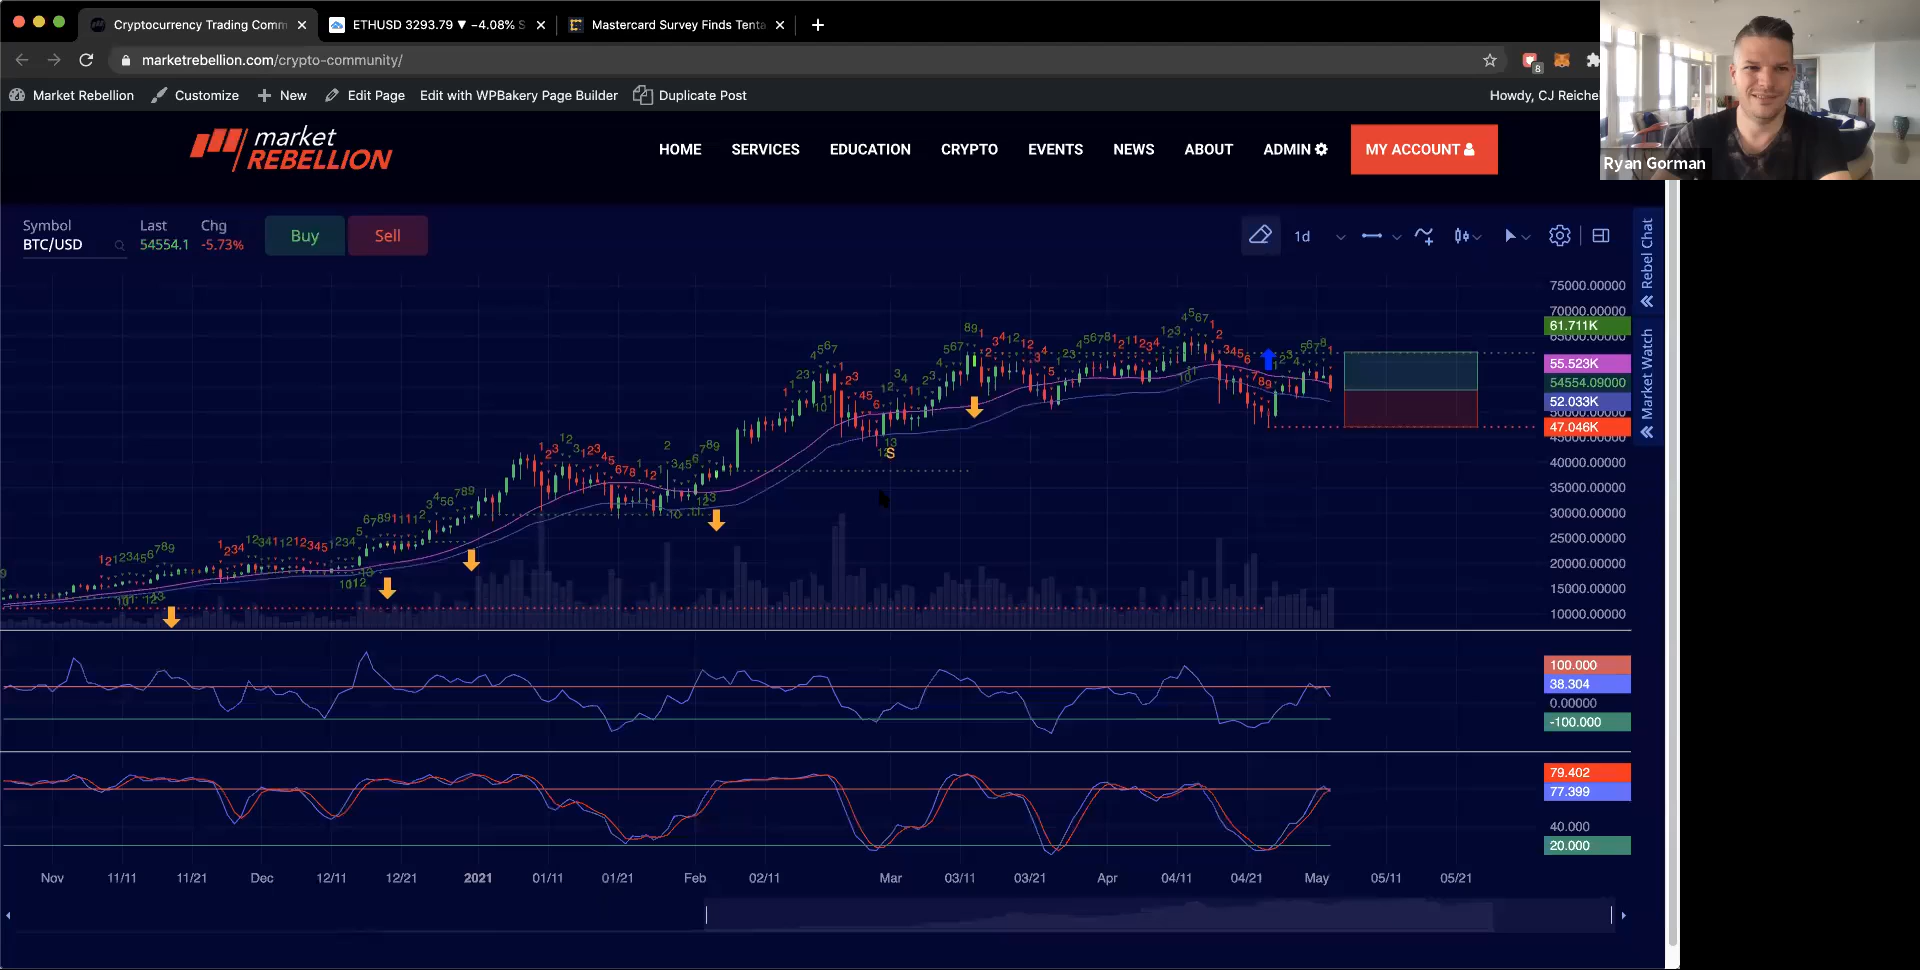 Cryptocurrency Trading Comm
ETHUSD 3293.79 ▼ −4.08% S
Mastercard Survey Finds Tenta
marketrebellion.com/crypto-community/
8
Market Rebellion
Customize
New
Edit Page
Edit with WPBakery Page Builder
Duplicate Post
Howdy, CJ Reiche
Ryan Gorman
market
REBELLION
HOME
SERVICES
EDUCATION
CRYPTO
EVENTS
NEWS
ABOUT
ADMIN
MY ACCOUNT
Symbol
Last
Chg
BTC/USD
54554.1
-5.73%
Buy
Sell
1d
Rebel Chat
Market Watch
75000.00000
70000.00000
61.711K
65000.00000
55.523K
54554.09000
52.033K
50000.00000
47.046K
45000.00000
40000.00000
35000.00000
30000.00000
25000.00000
20000.00000
15000.00000
10000.00000
S
100.000
38.304
0.00000
-100.000
79.402
77.399
40.000
20.000
Nov
11/11
11/21
Dec
12/11
12/21
2021
01/11
01/21
Feb
02/11
Mar
03/11
03/21
Apr
04/11
04/21
May
05/11
05/21